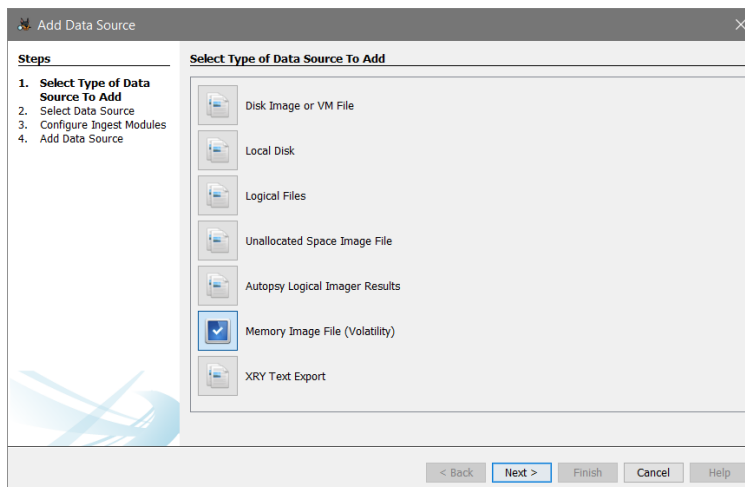 Add Data Source
Steps
1. Select Type of Data
Source To Add
2. Select Data Source
3. Configure Ingest Modules
4. Add Data Source
Select Type of Data Source To Add
Disk Image or VM File
Local Disk
Logical Files
Unallocated Space Image File
Autopsy Logical Imager Results
Memory Image File (Volatility)
XRY Text Export
< Back Next > Finish Cancel Help